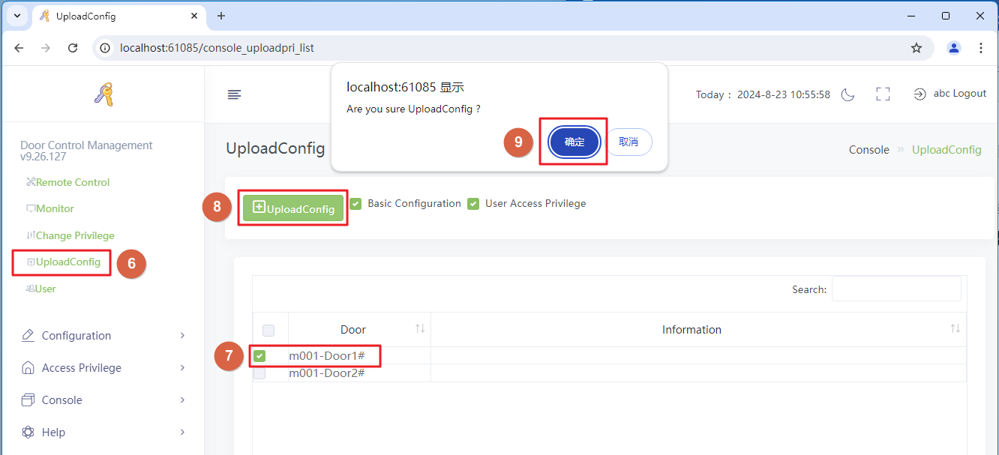 UploadConfig
localhost:61085/console_uploadpri_list
localhost:61085 显示
Are you sure UploadConfig ?
9
确定
取消
Today : 2024-8-23 10:55:58
abc Logout
Door Control Management
v9.26.127
Remote Control
Monitor
Change Privilege
UploadConfig
6
User
Configuration
Access Privilege
Console
Help
UploadConfig
Console » UploadConfig
8
UploadConfig
Basic Configuration
User Access Privilege
Search:
Door
Information
7
m001-Door1#
m001-Door2#